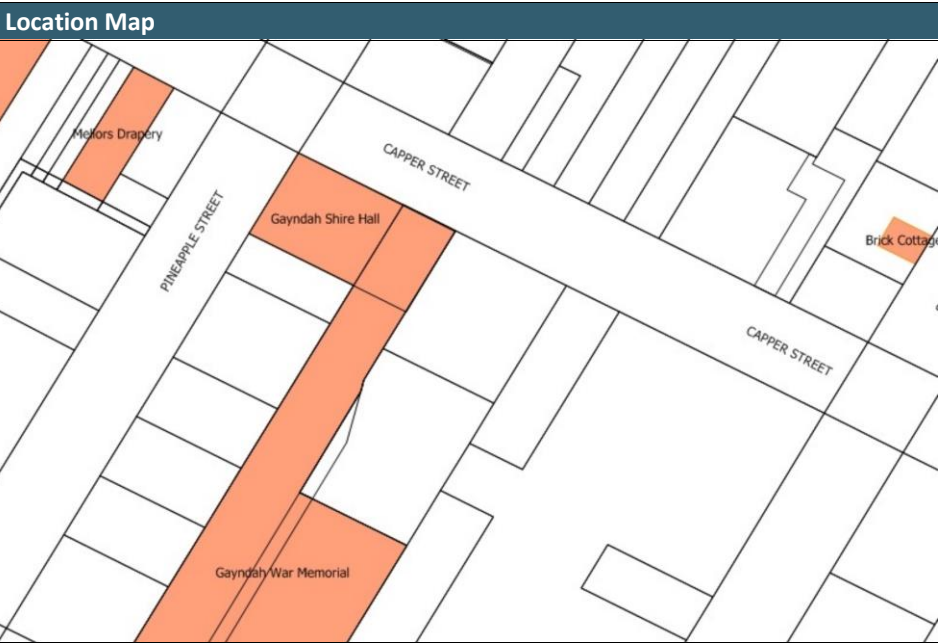 Location Map
Mellors Drapery
CAPPER STREET
PINEAPPLE STREET
Gayndah Shire Hall
Brick Cottage
CAPPER STREET
Gayndah War Memorial